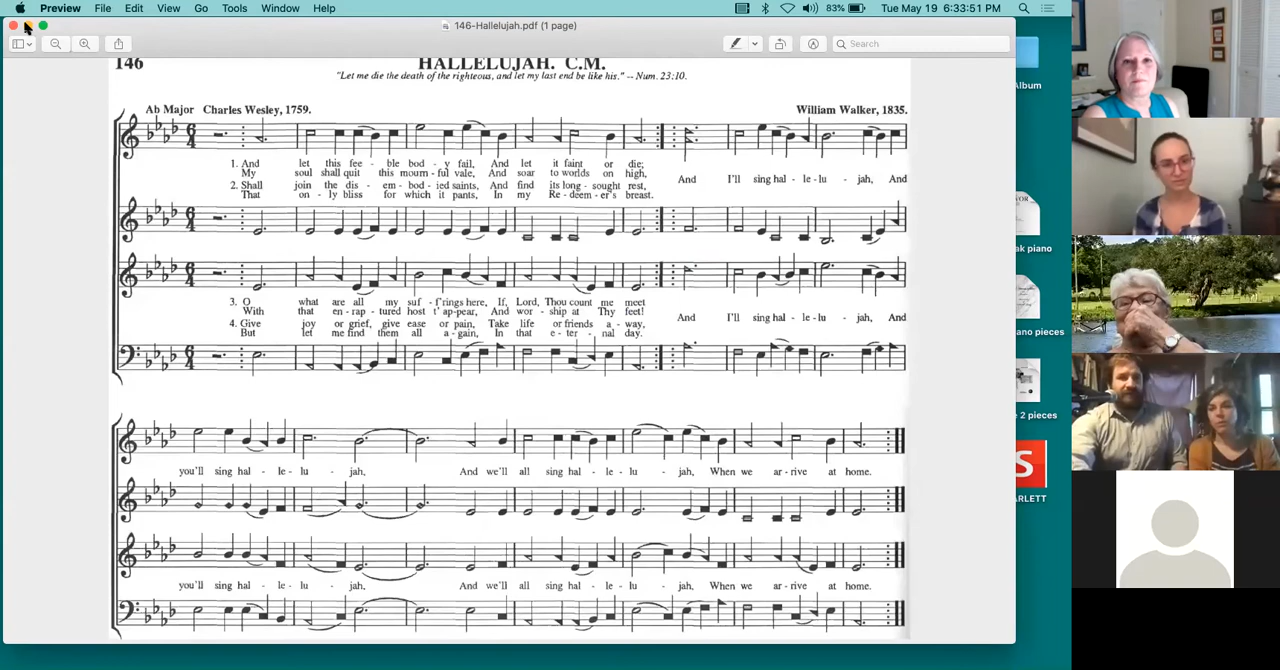 Preview File Edit View Go Tools Window Help
83% Tue May 19 6:33:51 PM
146-Hallelujah.pdf (1 page)
Search
146 HALLELUJAH. C.M.
"Let me die the death of the righteous, and let my last end be like his." -- Num. 23:10.
Ab Major Charles Wesley, 1759. William Walker, 1835.
1. And let this fee - ble bod - y fail, And let it faint or die;
My soul shall quit this mourn - ful vale, And soar to worlds on high,
And I'll sing hal - le - lu - jah, And
2. Shall join the dis - em - bod - ied saints, And find its long - sought rest,
That on - ly bliss for which it pants, In my Re - deem - er's breast.
3. O what are all my suf - f'rings here, If, Lord, Thou count me meet
With that en - rap - tured host t' ap - pear, And wor - ship at Thy feet!
And I'll sing hal - le - lu - jah, And
4. Give joy or grief, give ease or pain, Take life or friends a - way,
But let me find them all a - gain, In that e - ter - nal day.
you'll sing hal - le - lu - jah, And we'll all sing hal - le - lu - jah, When we ar - rive at home.
you'll sing hal - le - lu - jah, And we'll all sing hal - le - lu - jah, When we ar - rive at home.
Album
ak piano
ano pieces
e 2 pieces
S
ARLETT